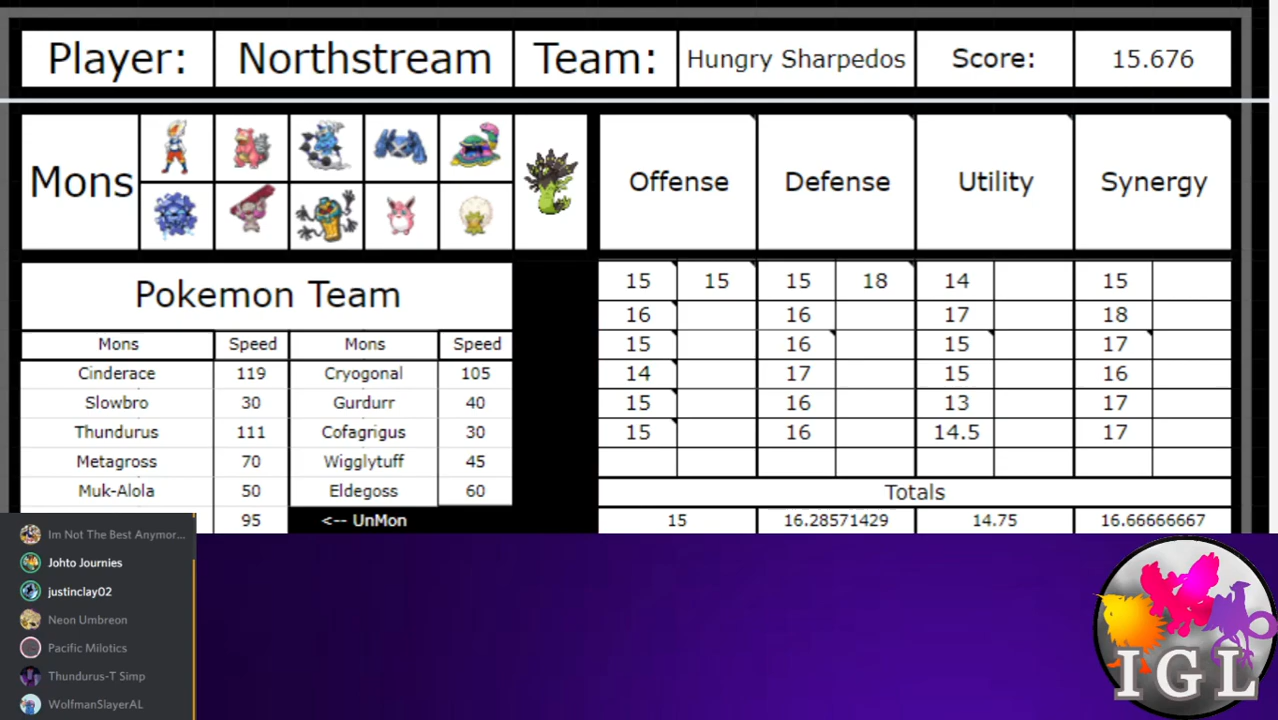 Player: Northstream Team: Hungry Sharpedos Score: 15.676
Mons Offense Defense Utility Synergy
Pokemon Team
15 15 15 18 14 15
16 16 17 18
Mons Speed Mons Speed 15 16 15 17
Cinderace 119 Cryogonal 105 14 17 15 16
Slowbro 30 Gurdurr 40 15 16 13 17
Thundurus 111 Cofagrigus 30 15 16 14.5 17
Metagross 70 Wigglytuff 45
Muk-Alola 50 Eldegoss 60 Totals
95 <-- UnMon 15 16.28571429 14.75 16.66666667
Im Not The Best Anymor...
Johto Journies
justinclay02
Neon Umbreon
Pacific Milotics
Thundurus-T Simp
WolfmanSlayerAL
IGL